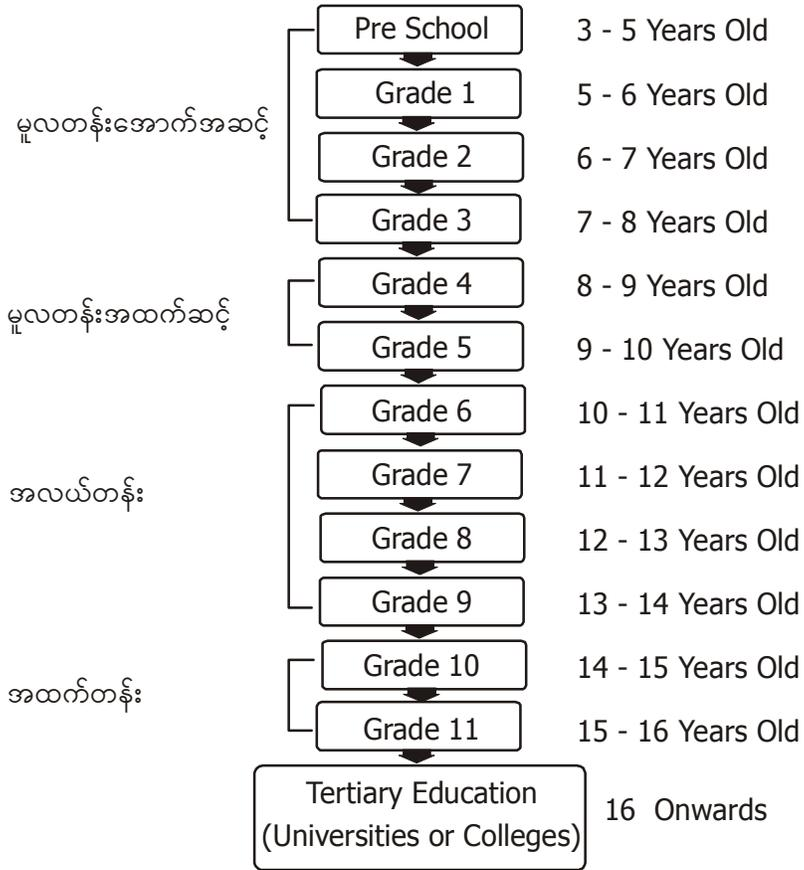 Pre School 3 - 5 Years Old
Grade 1 5 - 6 Years Old
မူလတန်းအောက်အဆင့်
Grade 2 6 - 7 Years Old
Grade 3 7 - 8 Years Old
Grade 4 8 - 9 Years Old
မူလတန်းအထက်ဆင့်
Grade 5 9 - 10 Years Old
Grade 6 10 - 11 Years Old
Grade 7 11 - 12 Years Old
အလယ်တန်း
Grade 8 12 - 13 Years Old
Grade 9 13 - 14 Years Old
Grade 10 14 - 15 Years Old
အထက်တန်း
Grade 11 15 - 16 Years Old
Tertiary Education
16 Onwards
(Universities or Colleges)